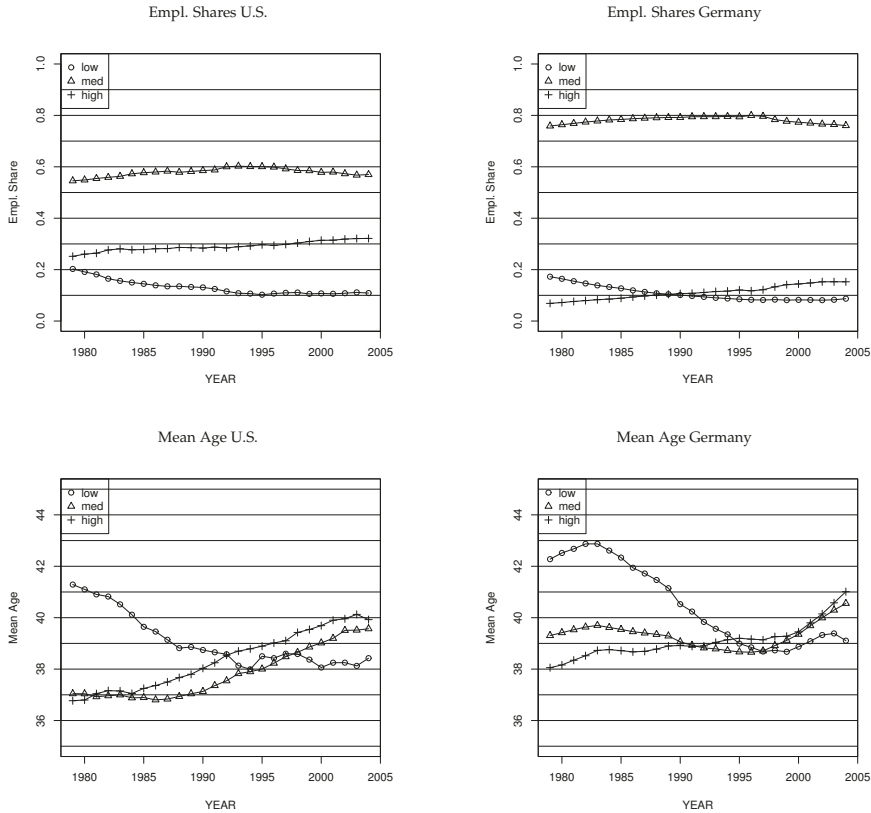 Empl. Shares U.S.
low
med
high
1.0
0.8
0.6
0.4
0.2
0.0
Empl. Share
1980 1985 1990 1995 2000 2005
YEAR
Empl. Shares Germany
low
med
high
1.0
0.8
0.6
0.4
0.2
0.0
Empl. Share
1980 1985 1990 1995 2000 2005
YEAR
Mean Age U.S.
low
med
high
44
42
40
38
36
Mean Age
1980 1985 1990 1995 2000 2005
YEAR
Mean Age Germany
low
med
high
44
42
40
38
36
Mean Age
1980 1985 1990 1995 2000 2005
YEAR